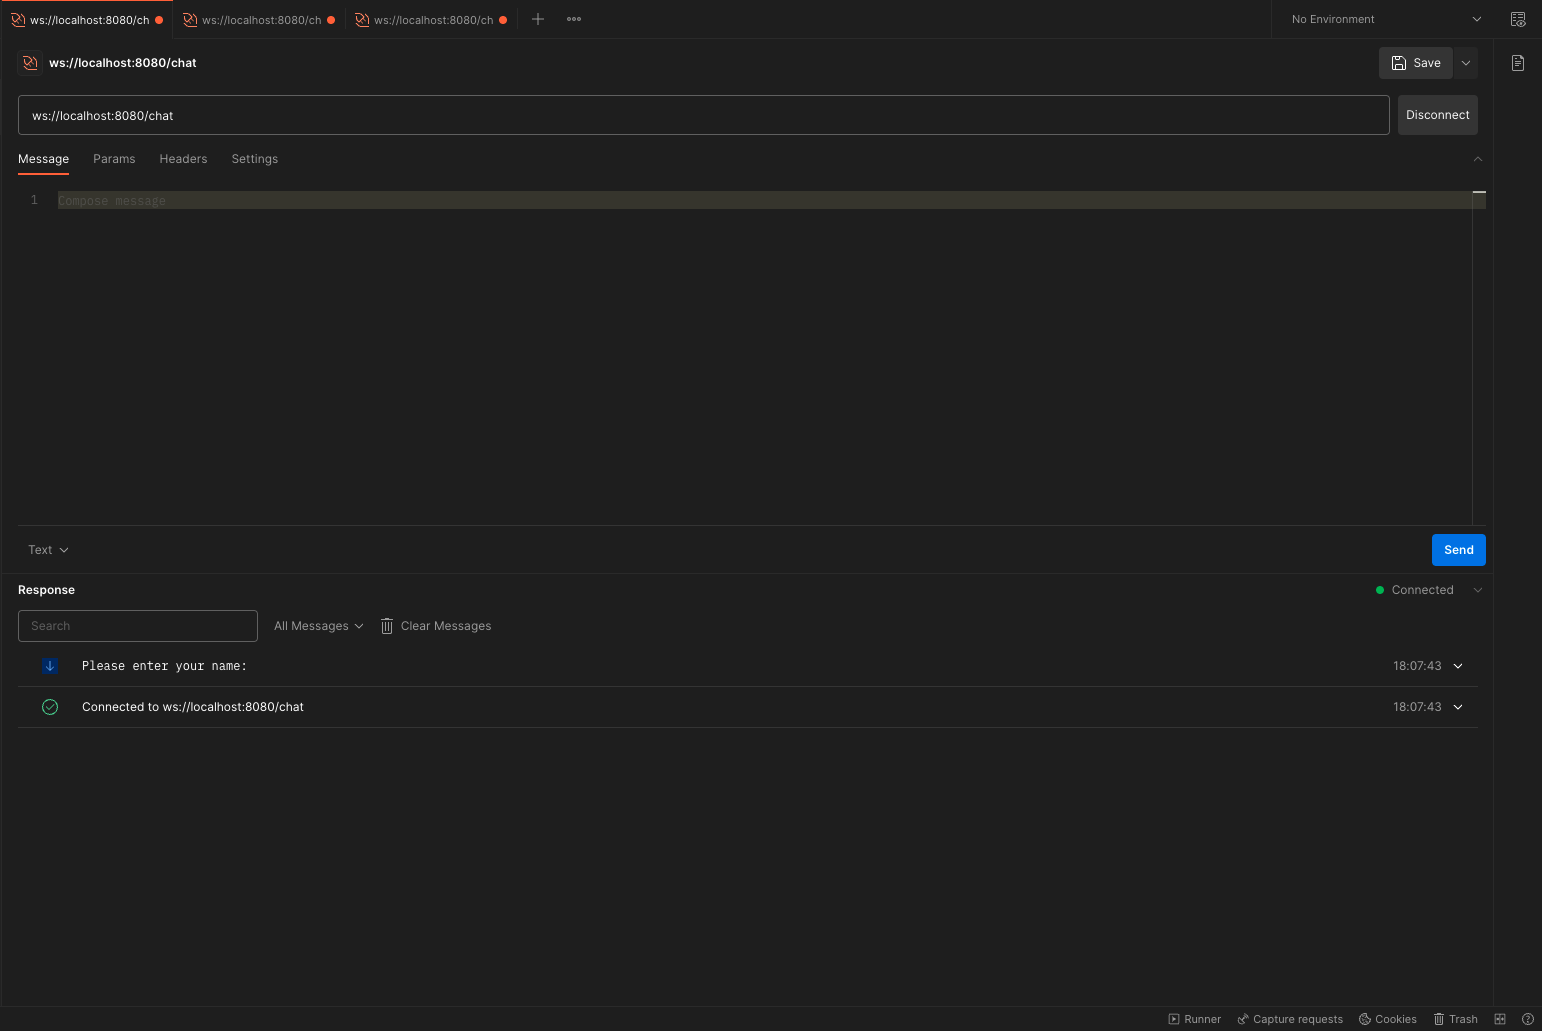 ws://localhost:8080/ch ws://localhost:8080/ch ws://localhost:8080/ch No Environment
ws://localhost:8080/chat Save
ws://localhost:8080/chat Disconnect
Message Params Headers Settings
1 Compose message
Text Send
Response Connected
Search All Messages Clear Messages
Please enter your name: 18:07:43
Connected to ws://localhost:8080/chat 18:07:43
Runner Capture requests Cookies Trash